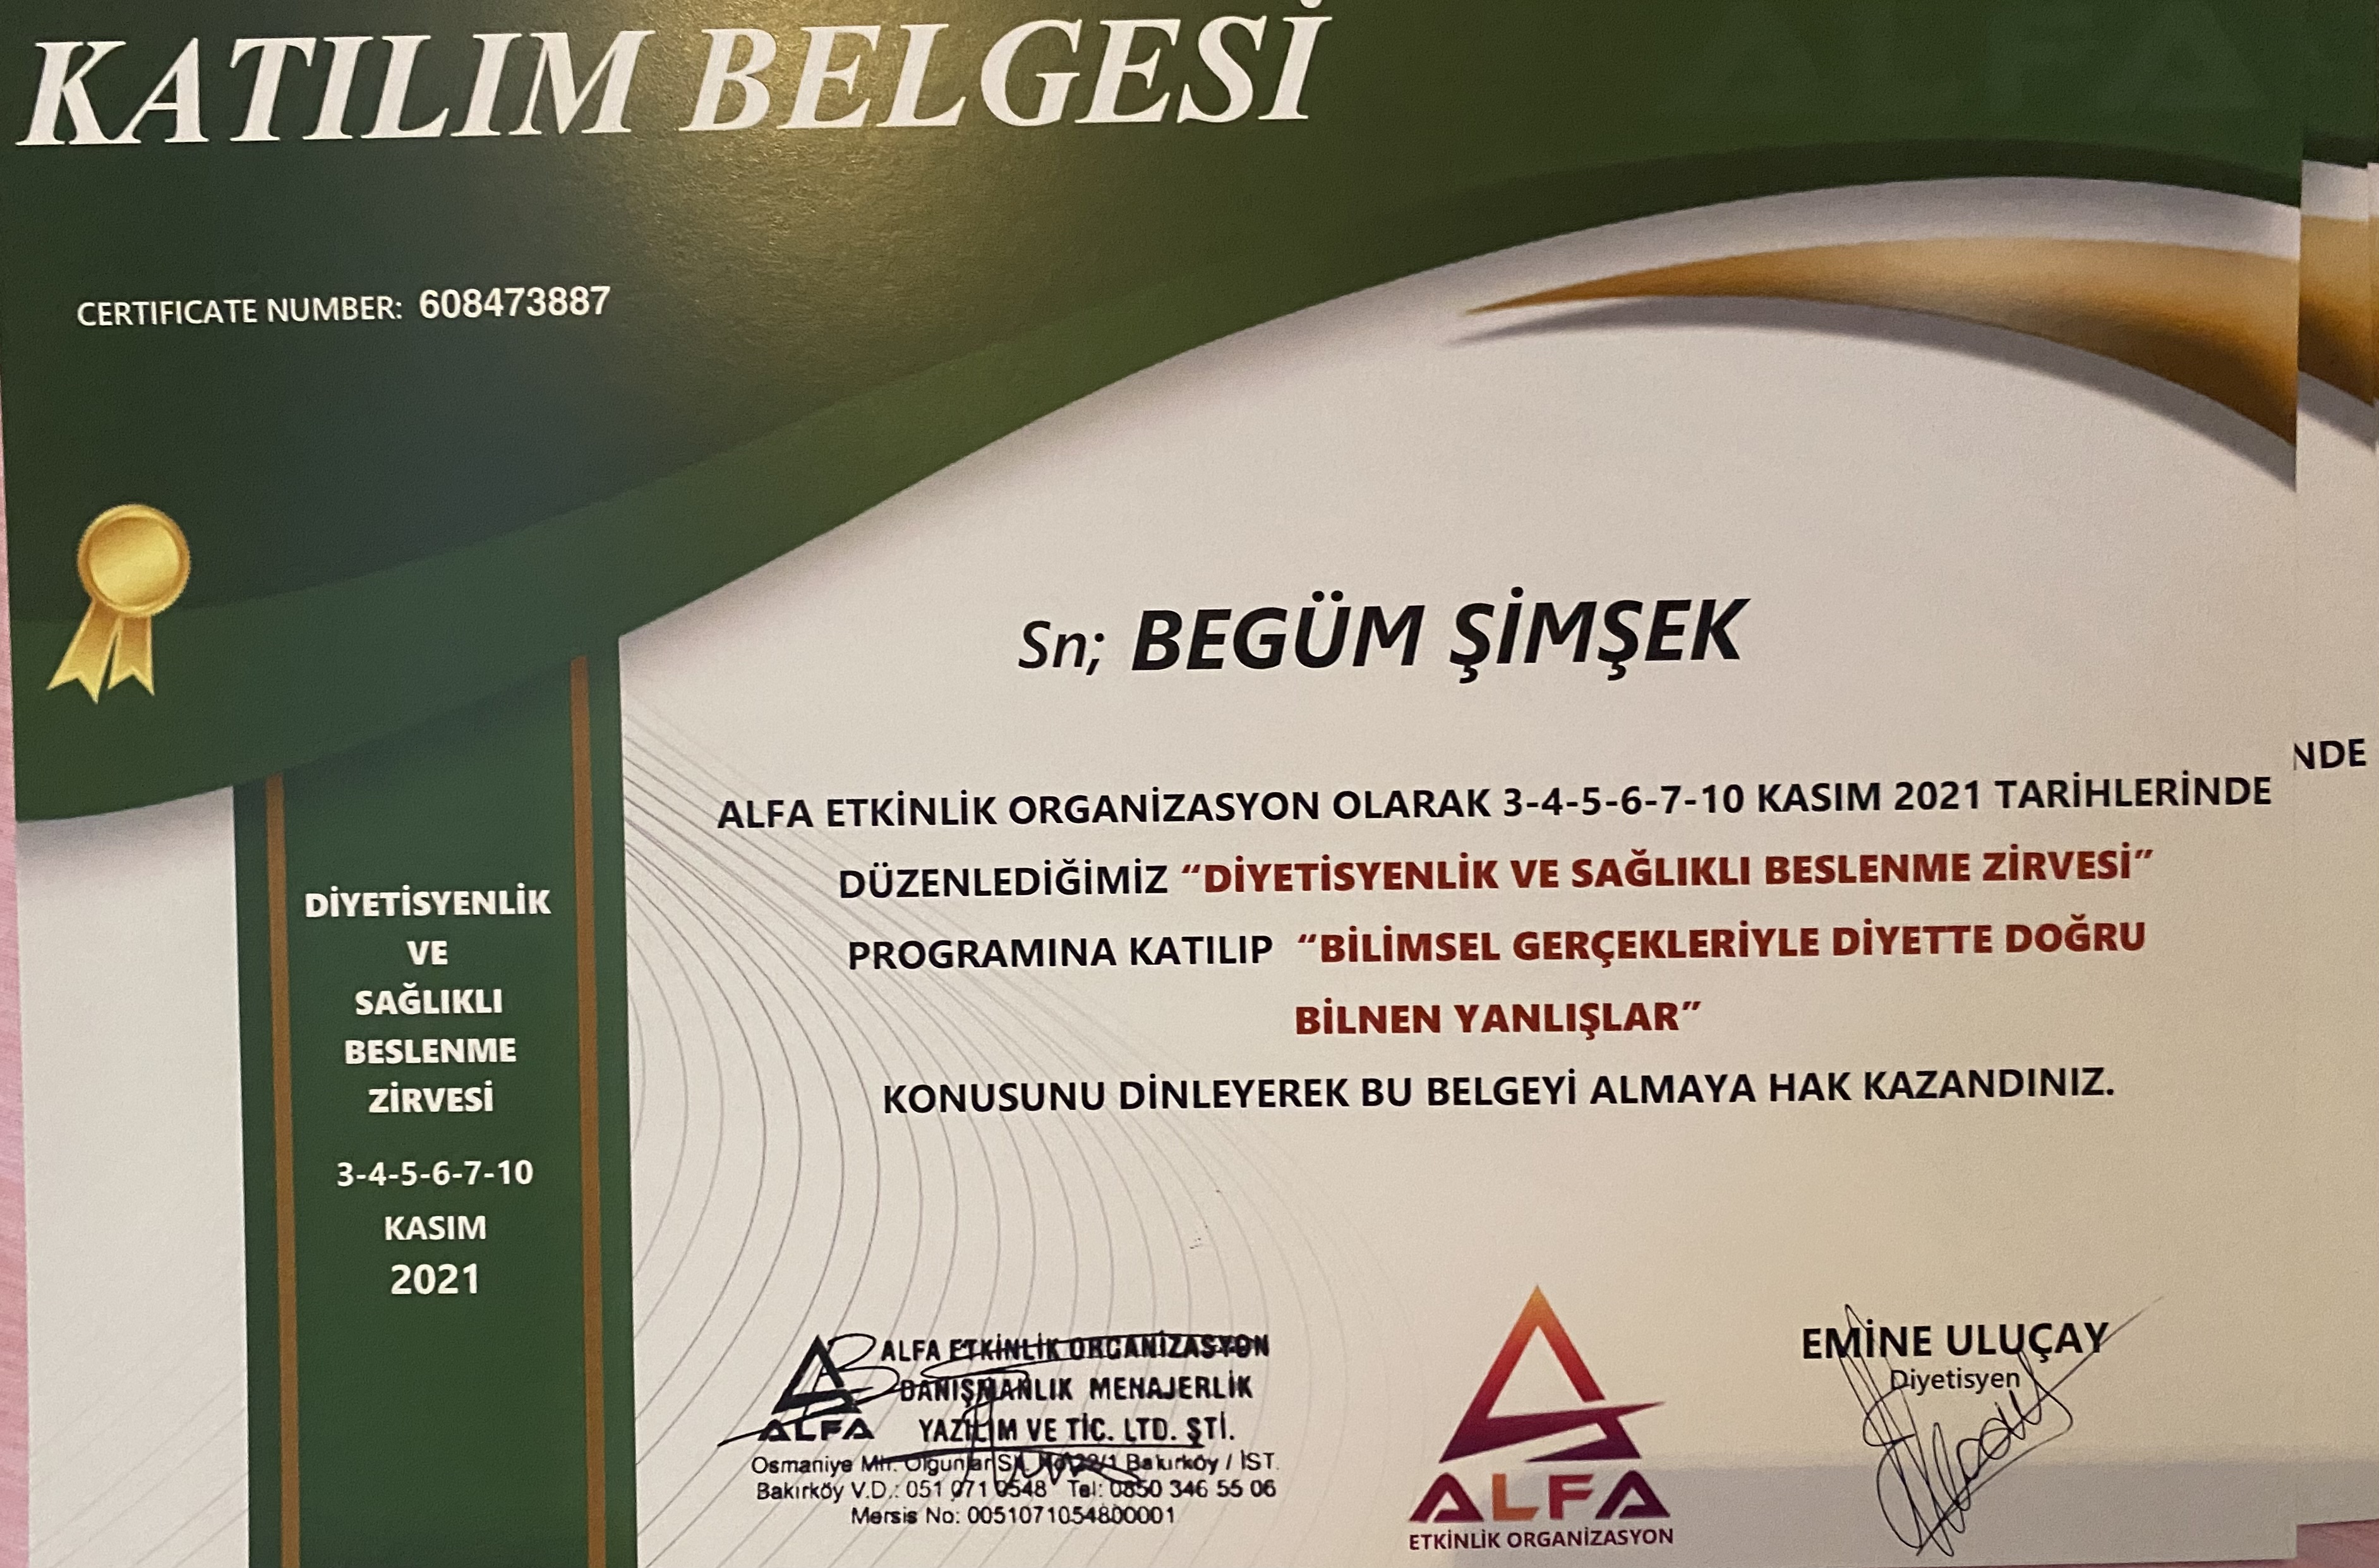 KATILIM BELGESİ
CERTIFICATE NUMBER: 608473887
Sn; BEGÜM ŞİMŞEK
ALFA ETKİNLİK ORGANİZASYON OLARAK 3-4-5-6-7-10 KASIM 2021 TARİHLERİNDE
DÜZENLEDİĞİMİZ “DİYETİSYENLİK VE SAĞLIKLI BESLENME ZİRVESİ”
PROGRAMINA KATILIP “BİLİMSEL GERÇEKLERİYLE DİYETTE DOĞRU
BİLNEN YANLIŞLAR”
KONUSUNU DİNLEYEREK BU BELGEYİ ALMAYA HAK KAZANDINIZ.
NDE
DİYETİSYENLİK
VE
SAĞLIKLI
BESLENME
ZİRVESİ
3-4-5-6-7-10
KASIM
2021
ALFA
ALFA ETKİNLİK ORGANİZASYON
DANIŞMANLIK MENAJERLİK
YAZILIM VE TİC. LTD. ŞTİ.
Osmaniye Mh. Olgunlar Sk. Bakırköy / İST.
Bakırköy V.D.: 051 071 0548 Tel: 0850 346 55 06
Mersis No: 0051071054800001
ALFA
ETKİNLİK ORGANİZASYON
EMİNE ULUÇAY
Diyetisyen